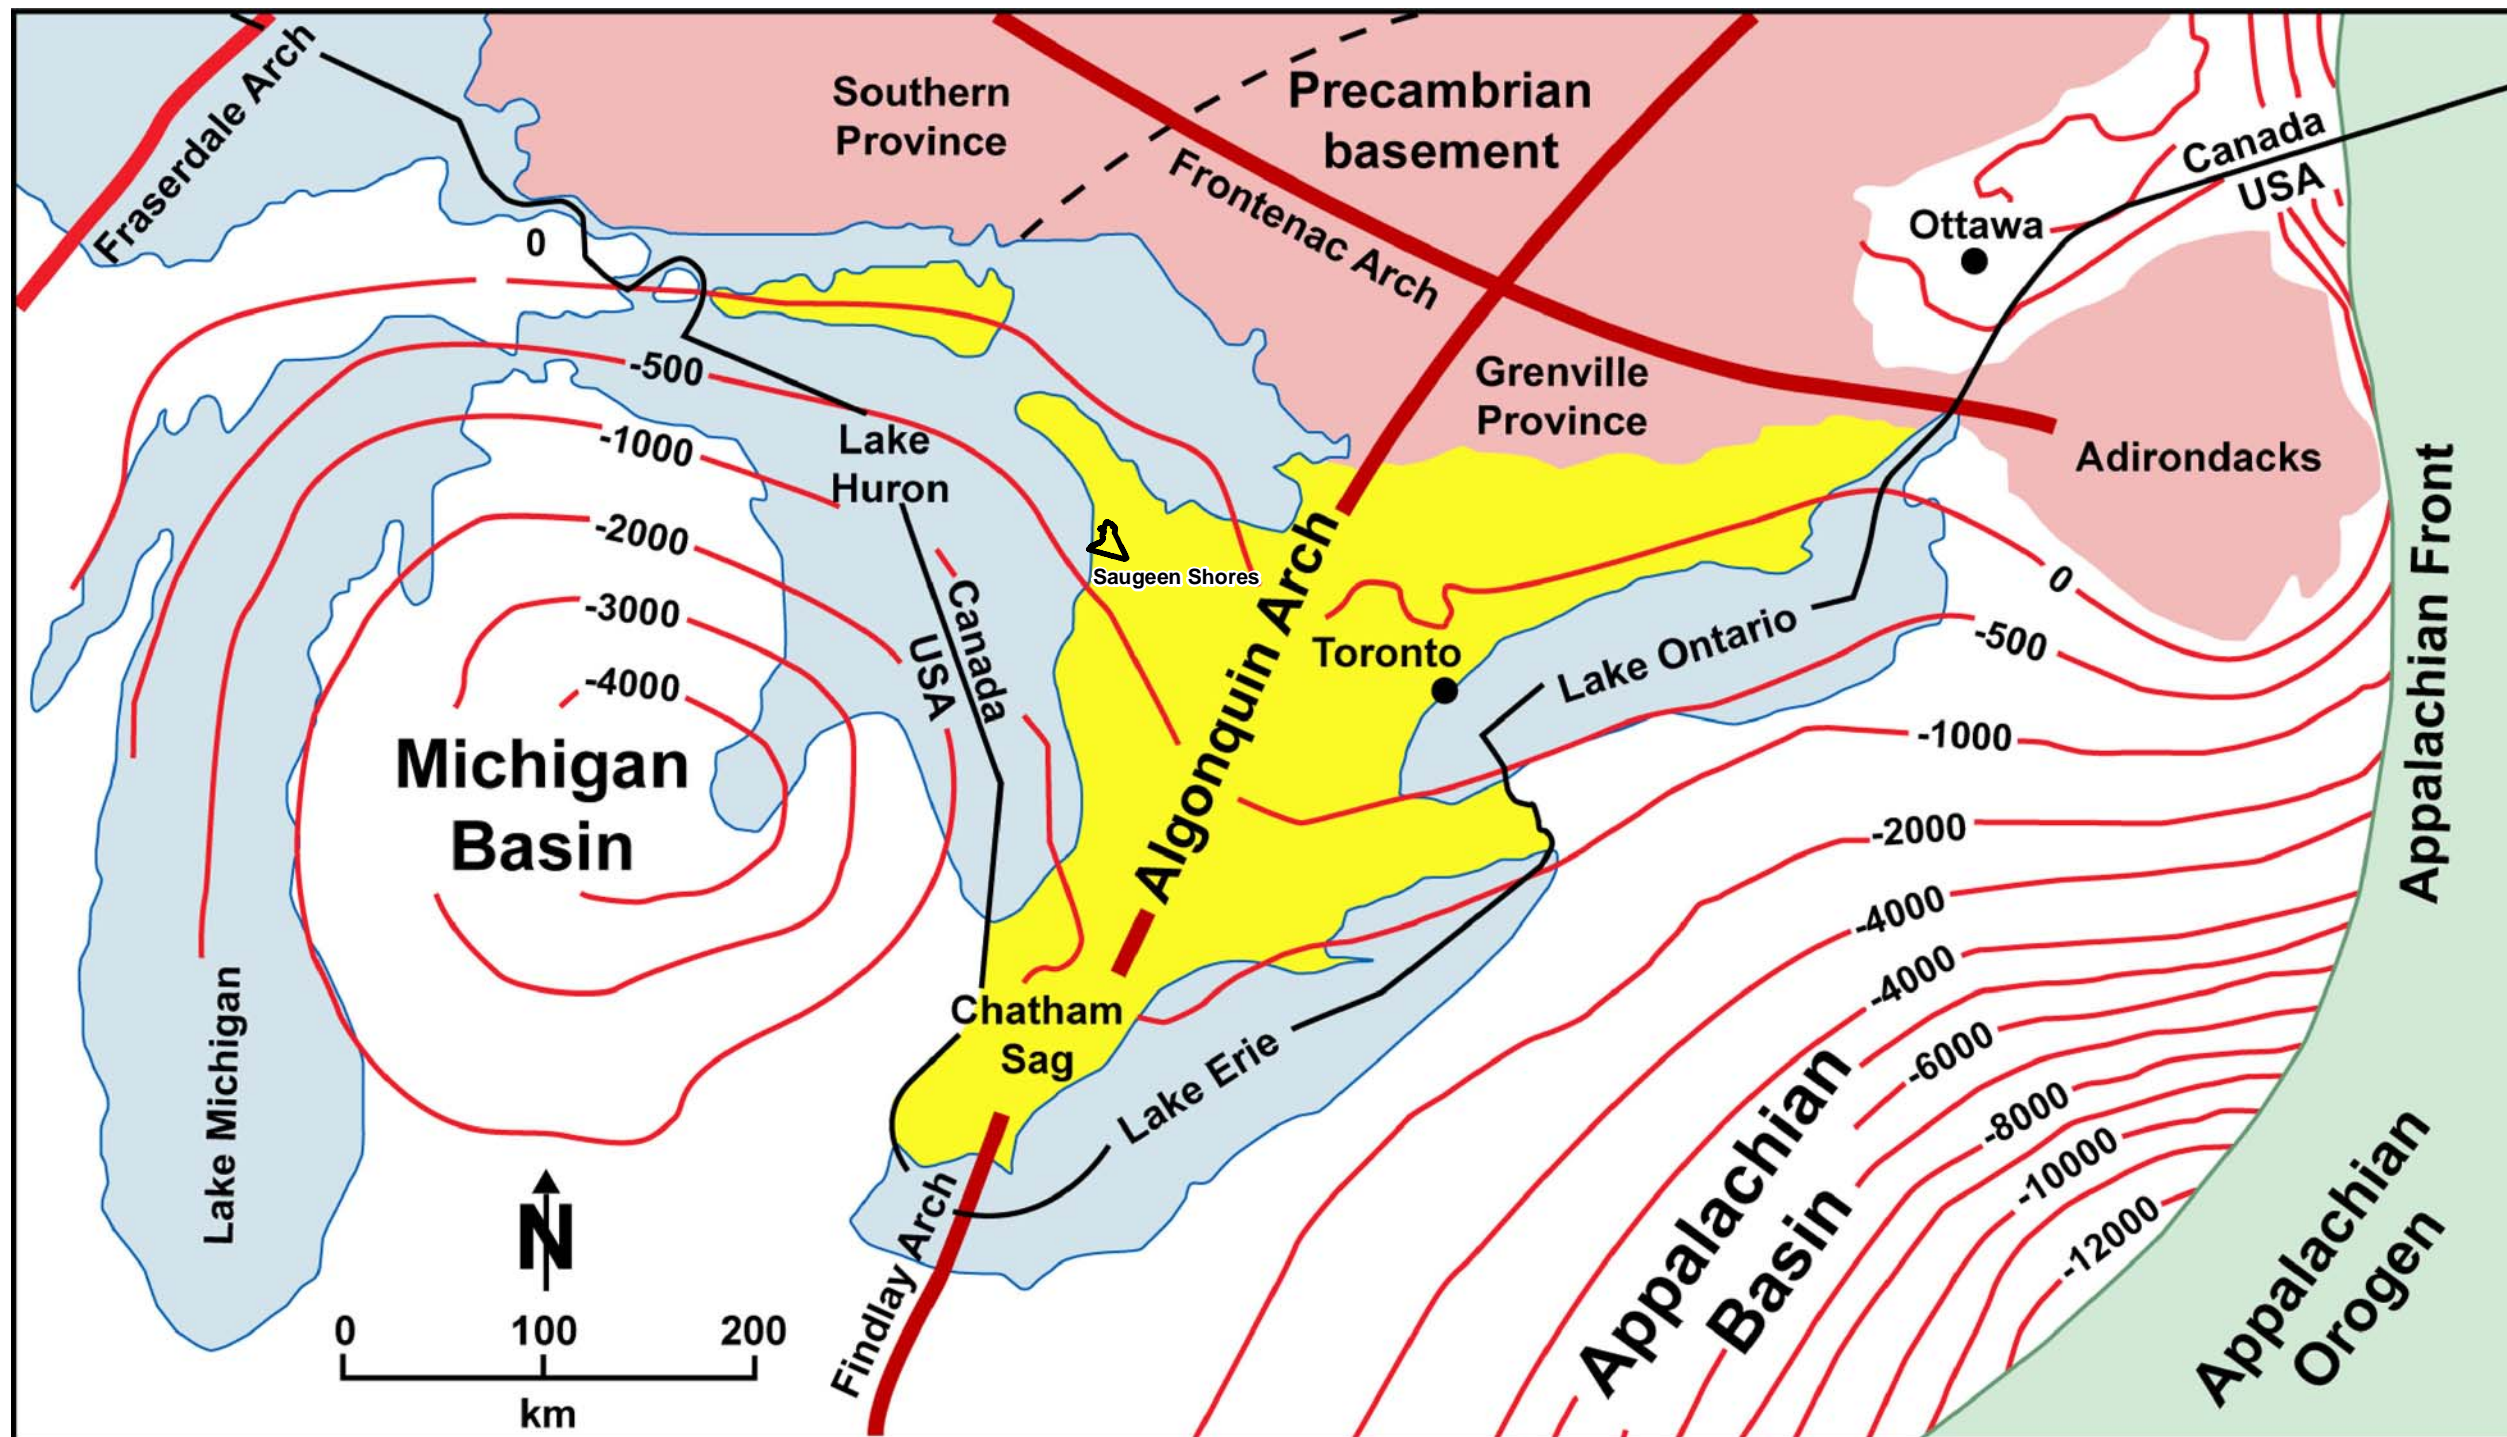 Fraserdale Arch
Southern
Province
Precambrian
basement
Frontenac Arch
Canada
USA
Ottawa
0
-500
Lake
Huron
-1000
Grenville
Province
Adirondacks
-2000
Saugeen Shores
-3000
Canada
USA
-4000
Algonquin Arch
Toronto
Lake Ontario
0
-500
-1000
Michigan
Basin
-2000
-4000
-4000
-6000
-8000
-10000
-12000
Appalachian Front
Chatham
Sag
Lake Erie
Lake Michigan
N
Findlay Arch
Appalachian
Basin
Appalachian
Orogen
0 100 200
km